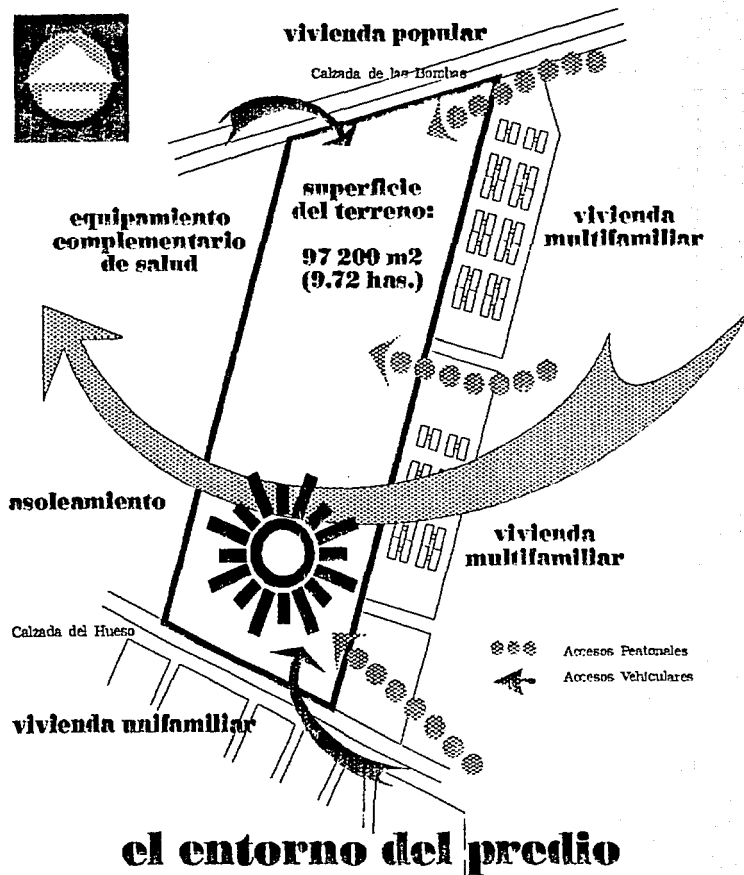 vivienda popular
Calzada de las Bombas
superficie
del terreno:
97 200 m2
(9.72 has.)
equipamiento
complementario
de salud
vivienda
multifamiliar
asoleamiento
vivienda
multifamiliar
Calzada del Hueso
Accesos Peatonales
Accesos Vehiculares
vivienda unifamiliar
el entorno del predio